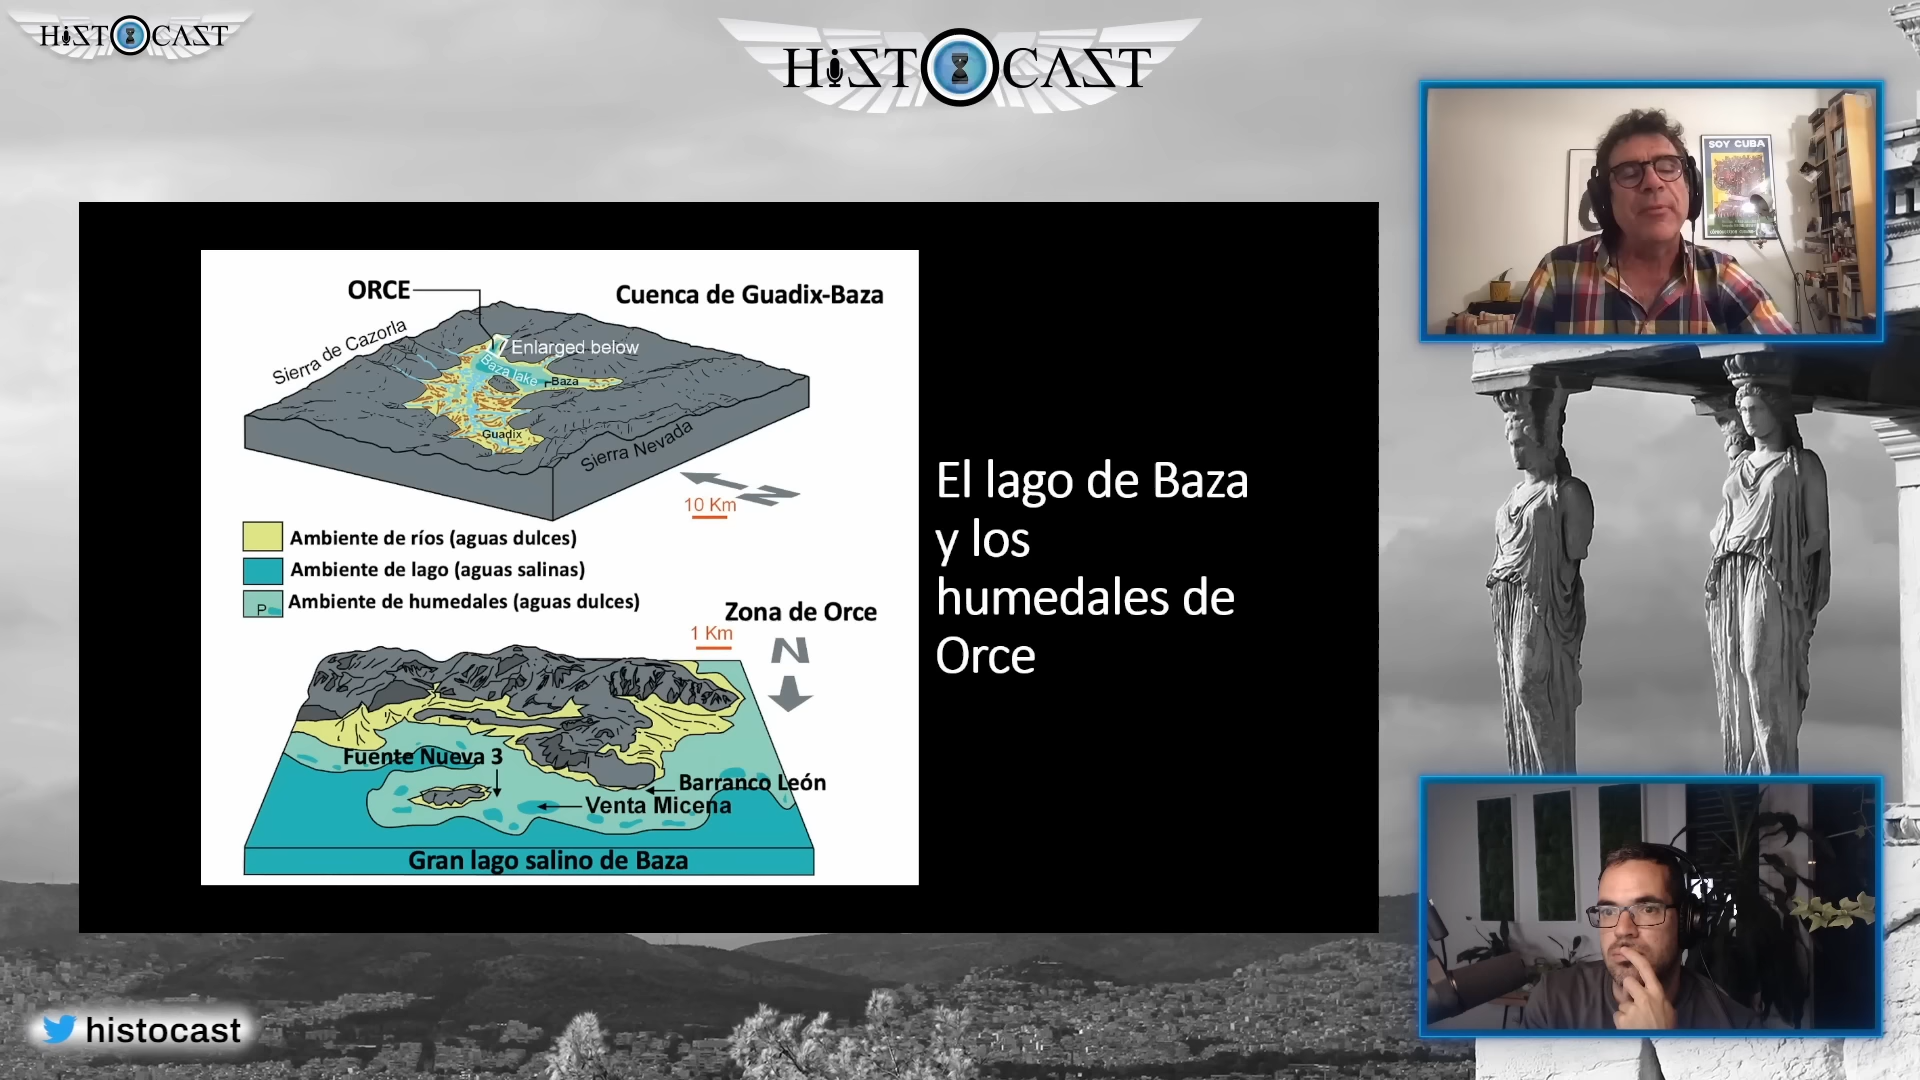 HiSTOCAST
HiSTOCAST
SOY CUBA
ORCE
Cuenca de Guadix-Baza
Sierra de Cazorla
Enlarged below
Baza lake
Baza
Guadix
Sierra Nevada
N
10 Km
Ambiente de ríos (aguas dulces)
Ambiente de lago (aguas salinas)
P
Ambiente de humedales (aguas dulces)
Zona de Orce
1 Km
N
Fuente Nueva 3
Barranco León
Venta Micena
Gran lago salino de Baza
El lago de Baza
y los
humedales de
Orce
histocast